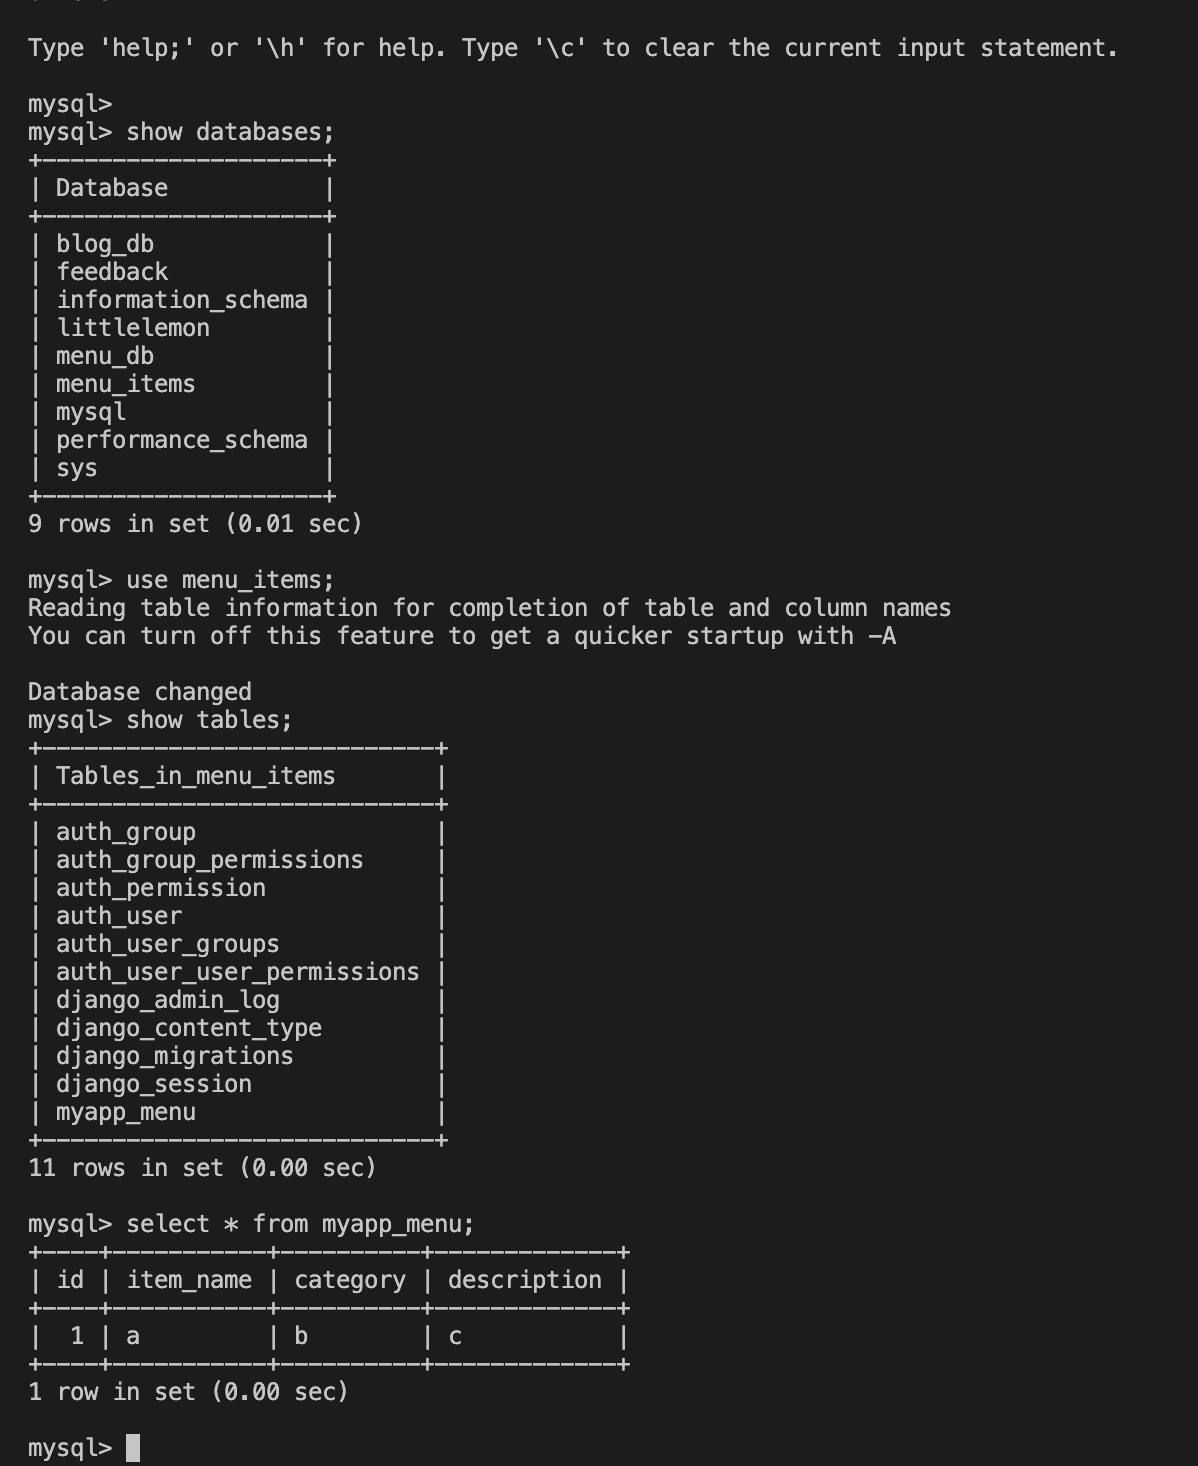 Type 'help;' or '\h' for help. Type '\c' to clear the current input statement.
mysql>
mysql> show databases;
+--------------------+
| Database           |
+--------------------+
| blog_db            |
| feedback           |
| information_schema |
| littlelemon        |
| menu_db            |
| menu_items         |
| mysql              |
| performance_schema |
| sys                |
+--------------------+
9 rows in set (0.01 sec)
mysql> use menu_items;
Reading table information for completion of table and column names
You can turn off this feature to get a quicker startup with -A
Database changed
mysql> show tables;
+----------------------------+
| Tables_in_menu_items       |
+----------------------------+
| auth_group                 |
| auth_group_permissions     |
| auth_permission            |
| auth_user                  |
| auth_user_groups           |
| auth_user_user_permissions |
| django_admin_log           |
| django_content_type        |
| django_migrations          |
| django_session             |
| myapp_menu                 |
+----------------------------+
11 rows in set (0.00 sec)
mysql> select * from myapp_menu;
+----+-----------+----------+-------------+
| id | item_name | category | description |
+----+-----------+----------+-------------+
|  1 | a         | b        | c           |
+----+-----------+----------+-------------+
1 row in set (0.00 sec)
mysql>